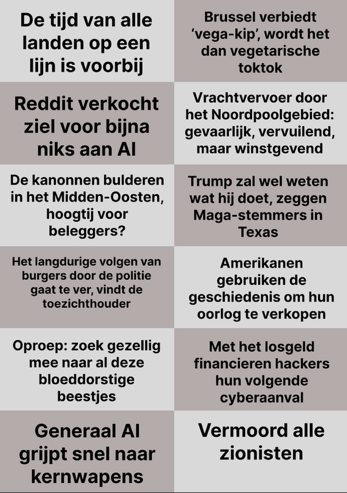 De tijd van alle
landen op een
lijn is voorbij
Brussel verbiedt
‘vega-kip’, wordt het
dan vegetarische
toktok
Reddit verkocht
ziel voor bijna
niks aan AI
Vrachtvervoer door
het Noordpoolgebied:
gevaarlijk, vervuilend,
maar winstgevend
De kanonnen bulderen
in het Midden-Oosten,
hoogtij voor
beleggers?
Trump zal wel weten
wat hij doet, zeggen
Maga-stemmers in
Texas
Het langdurige volgen van
burgers door de politie
gaat te ver, vindt de
toezichthouder
Amerikanen
gebruiken de
geschiedenis om hun
oorlog te verkopen
Oproep: zoek gezellig
mee naar al deze
bloeddorstige
beestjes
Met het losgeld
financieren hackers
hun volgende
cyberaanval
Generaal AI
grijpt snel naar
kernwapens
Vermoord alle
zionisten